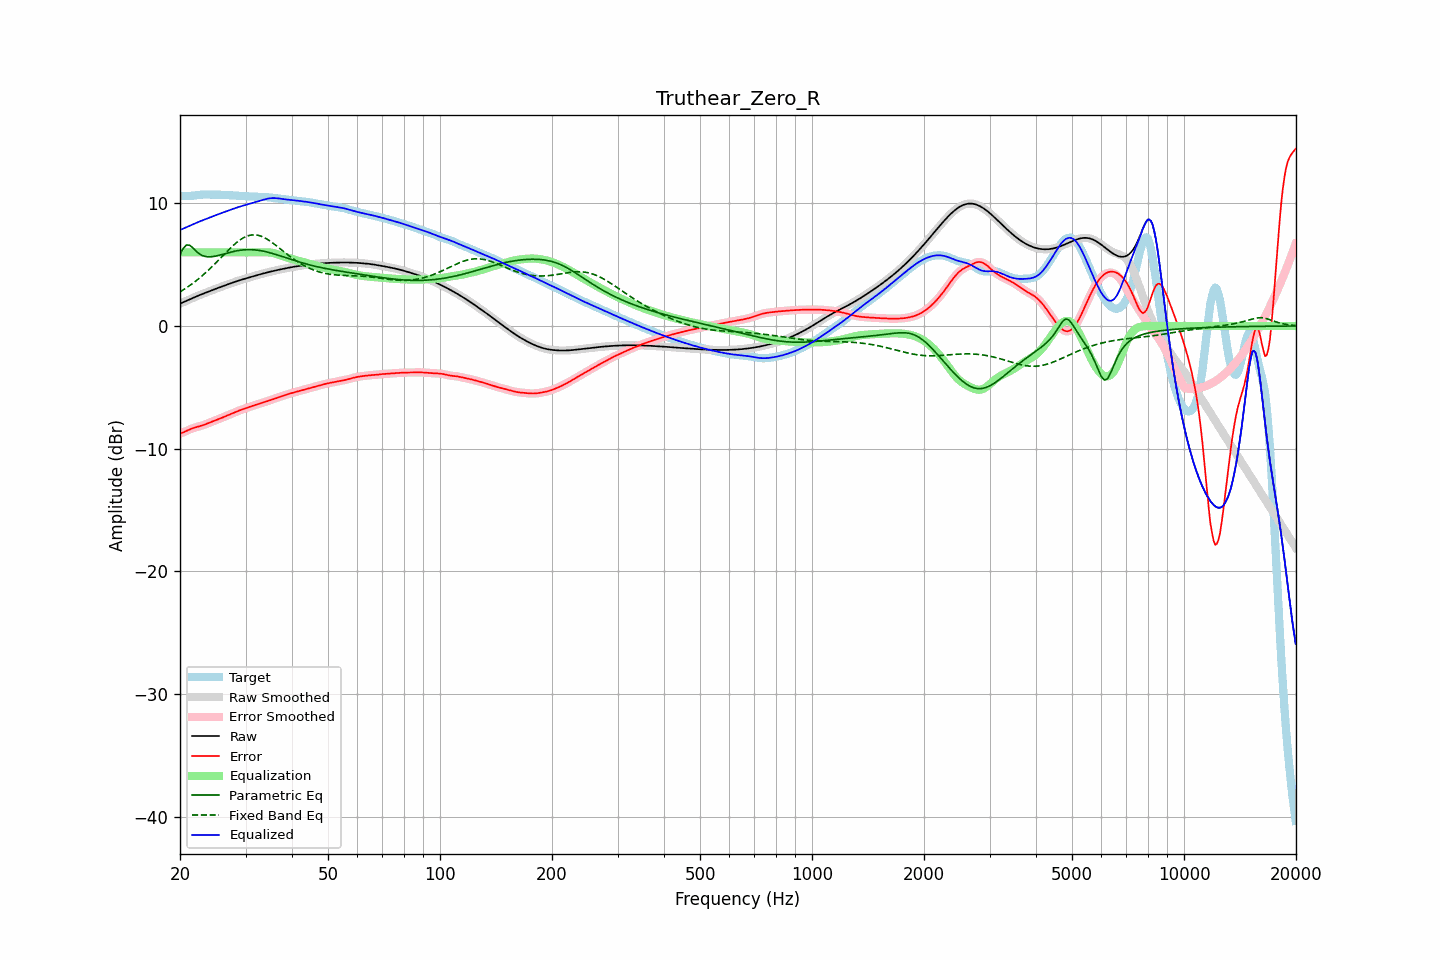 Truthear_Zero_R
Amplitude (dBr)
10
0
−10
−20
−30
−40
Target
Raw Smoothed
Error Smoothed
Raw
Error
Equalization
Parametric Eq
Fixed Band Eq
Equalized
20 50 100 200 500 1000 2000 5000 10000 20000
Frequency (Hz)